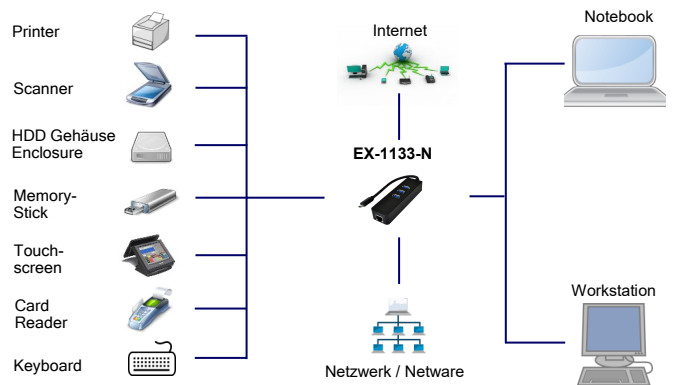 Printer
Scanner
HDD Gehäuse
Enclosure
Memory-
Stick
Touch-
screen
Card
Reader
Keyboard
Internet
EX-1133-N
Netzwerk / Netware
Notebook
Workstation